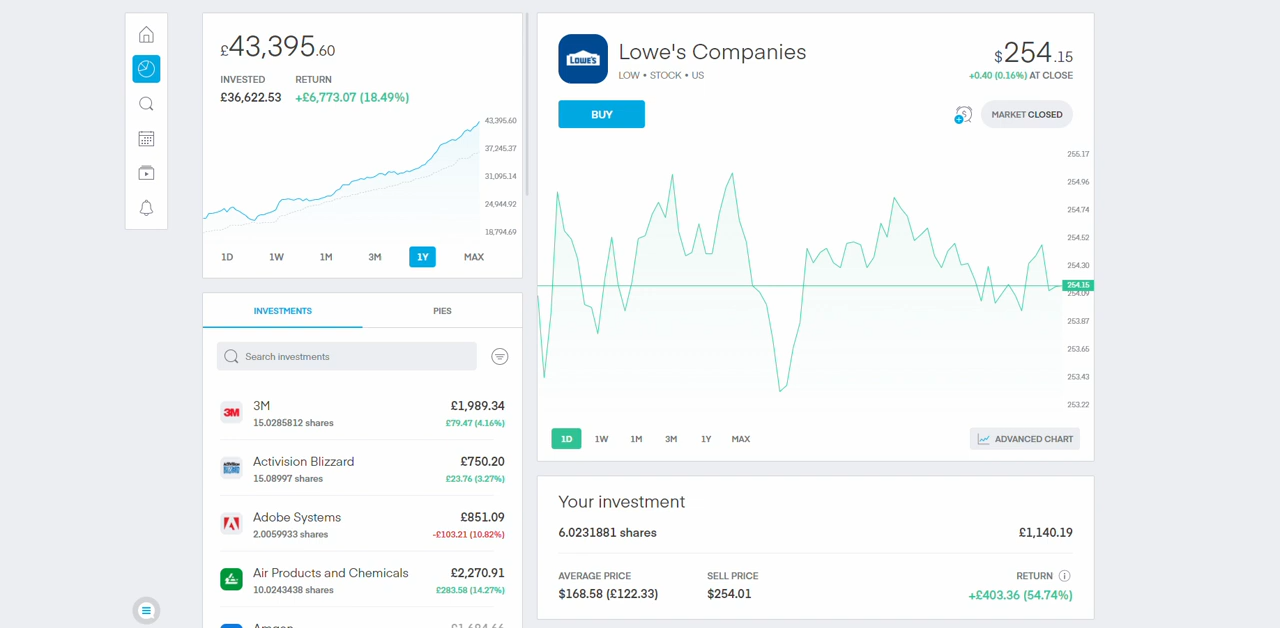 £43,395.60
INVESTED RETURN
£36,622.53 +£6,773.07 (18.49%)
43,395.60
37,245.37
31,095.14
24,944.92
18,794.69
1D 1W 1M 3M 1Y MAX
INVESTMENTS PIES
Search investments
3M
3M £1,989.34
15.0285812 shares £79.47 (4.16%)
Activision Blizzard £750.20
15.08997 shares £23.76 (3.27%)
Adobe Systems £851.09
2.0059933 shares -£103.21 (10.82%)
Air Products and Chemicals £2,270.91
10.0243438 shares £283.58 (14.27%)
LOWE'S
Lowe's Companies $254.15
LOW • STOCK • US +0.40 (0.16%) AT CLOSE
BUY MARKET CLOSED
255.17
254.96
254.74
254.52
254.30
254.15
254.09
253.87
253.65
253.43
253.22
1D 1W 1M 3M 1Y MAX ADVANCED CHART
Your investment
6.0231881 shares £1,140.19
AVERAGE PRICE SELL PRICE RETURN
$168.58 (£122.33) $254.01 +£403.36 (54.74%)